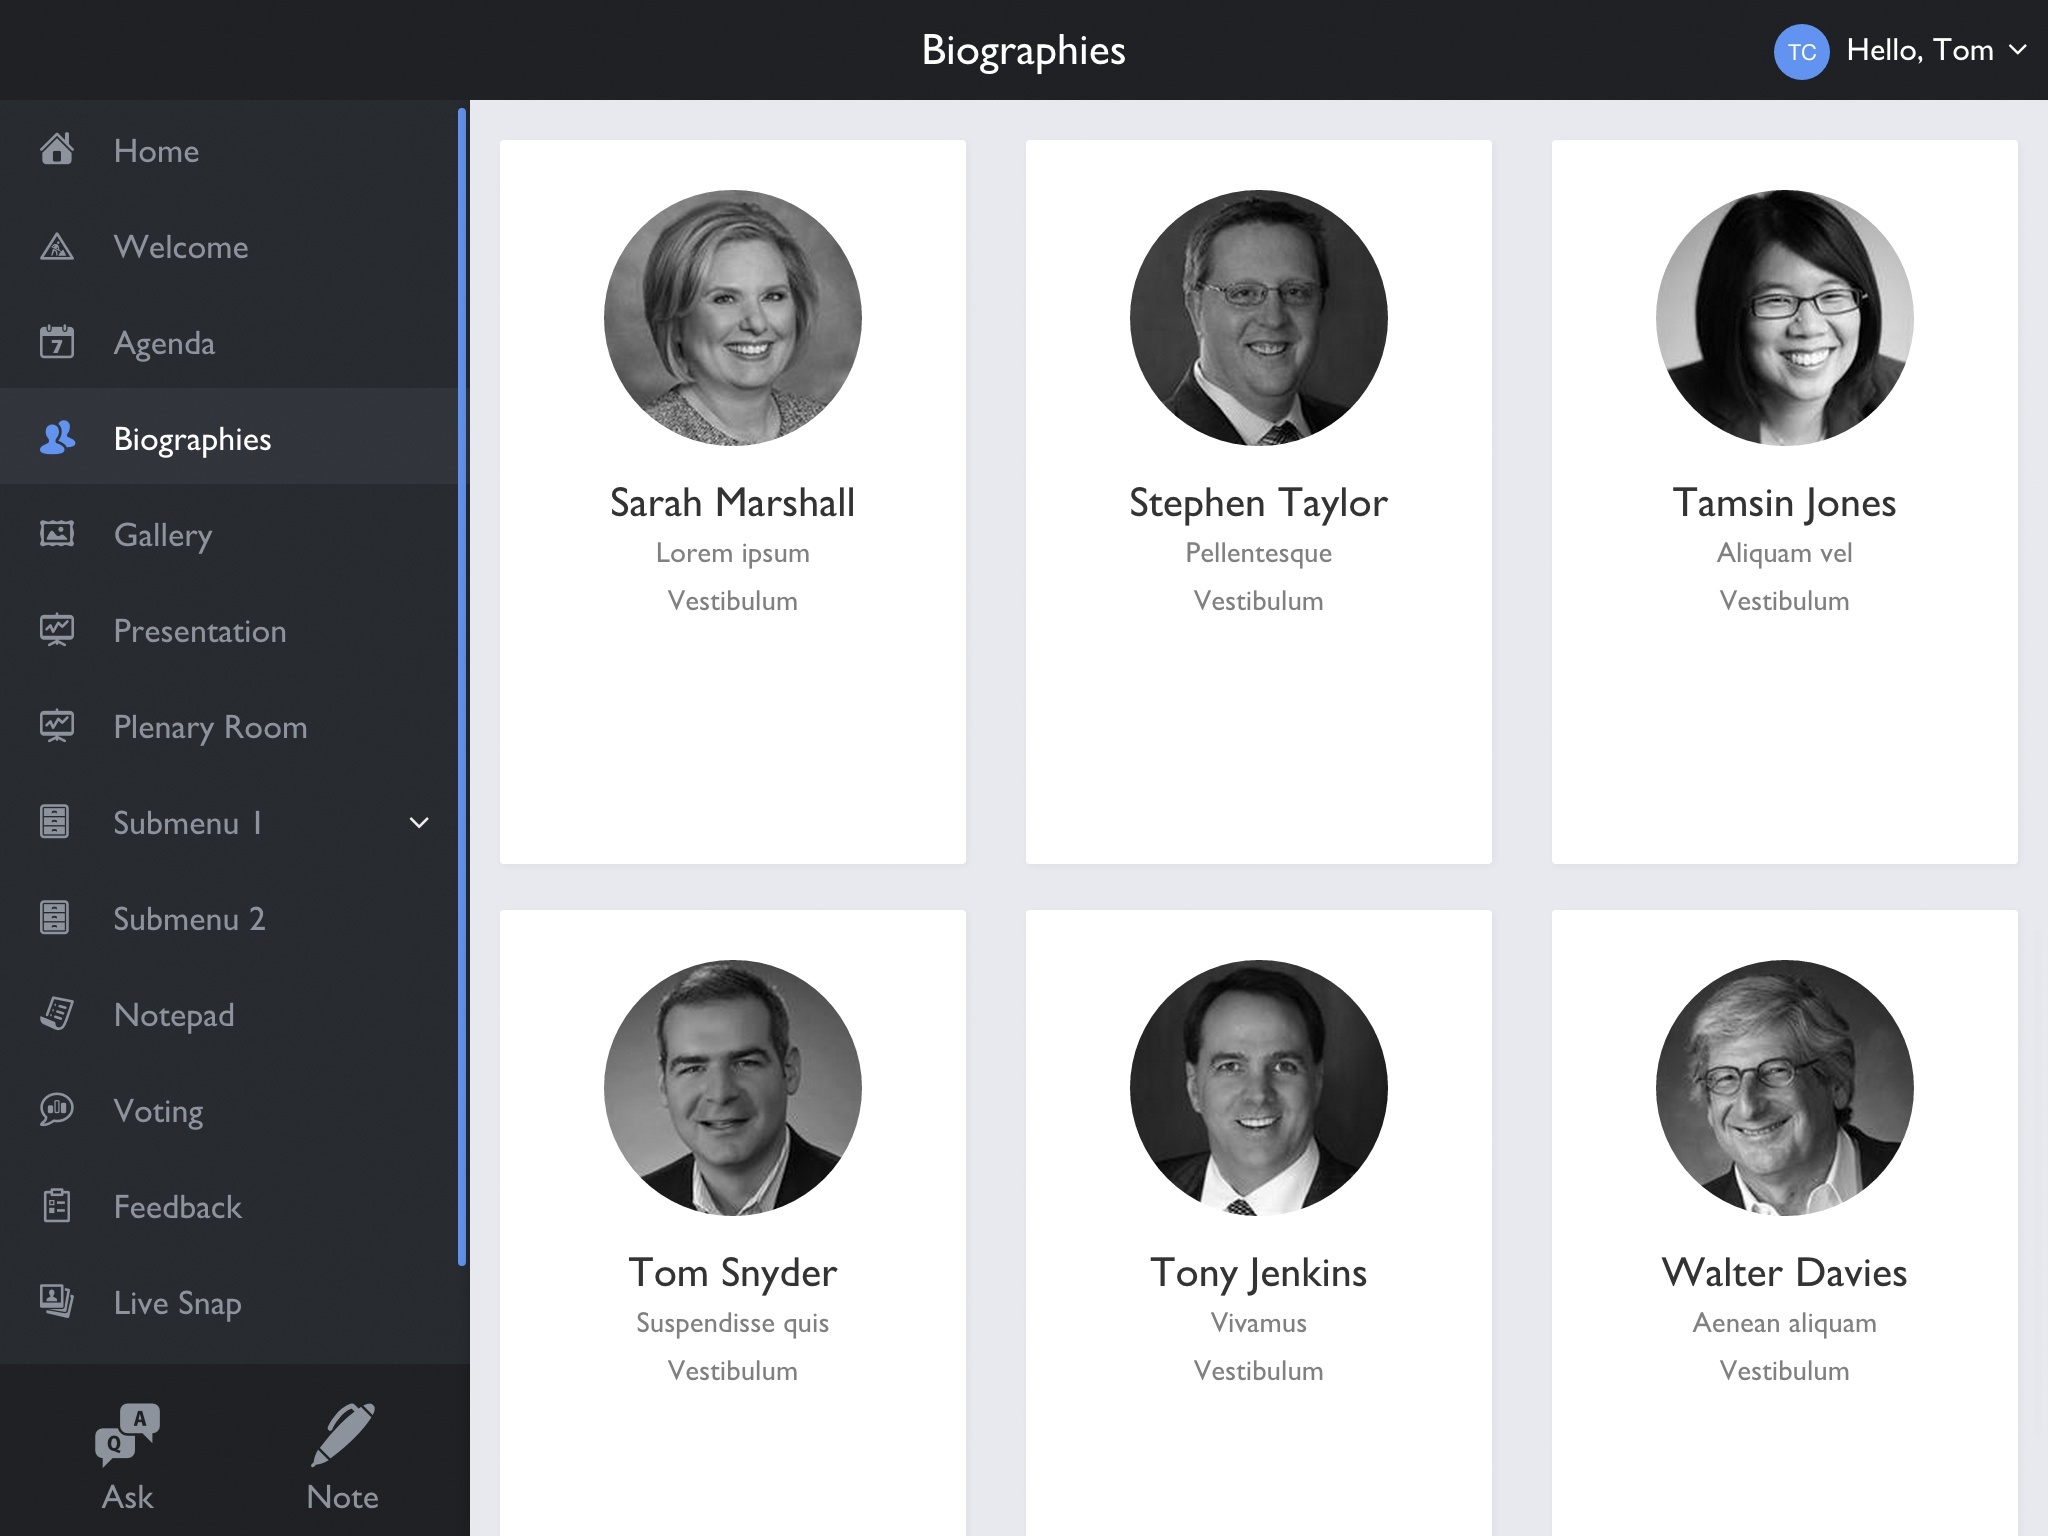 Biographies
TC
Hello, Tom
Home
Welcome
7
Agenda
Biographies
Gallery
Presentation
Plenary Room
Submenu 1
Submenu 2
Notepad
Voting
Feedback
Live Snap
A
Q
Ask
Note
Sarah Marshall
Lorem ipsum
Vestibulum
Stephen Taylor
Pellentesque
Vestibulum
Tamsin Jones
Aliquam vel
Vestibulum
Tom Snyder
Suspendisse quis
Vestibulum
Tony Jenkins
Vivamus
Vestibulum
Walter Davies
Aenean aliquam
Vestibulum